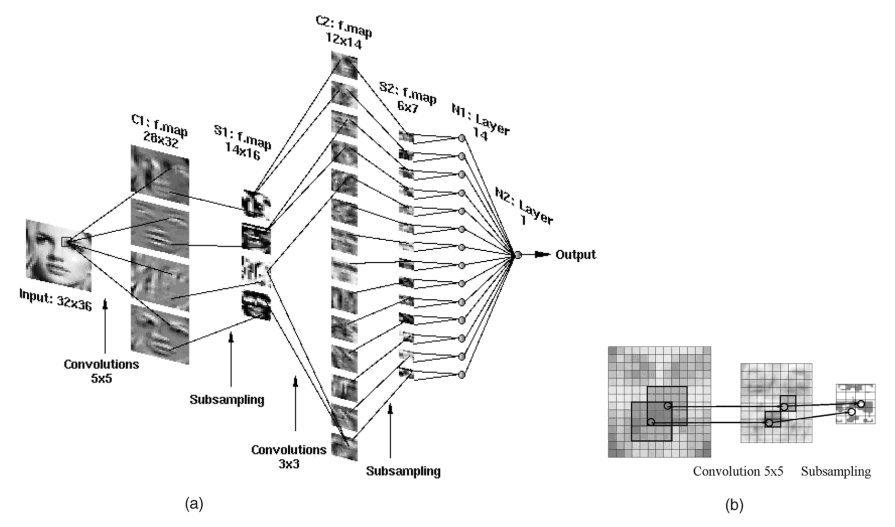 C2: f.map
12x14
S2: f.map
6x7
N1: Layer
14
C1: f.map
28x32
S1: f.map
14x16
N2: Layer
1
Output
Input: 32x36
Convolutions
5x5
Subsampling
Convolutions
3x3
Subsampling
Convolution 5x5 Subsampling
(a)
(b)